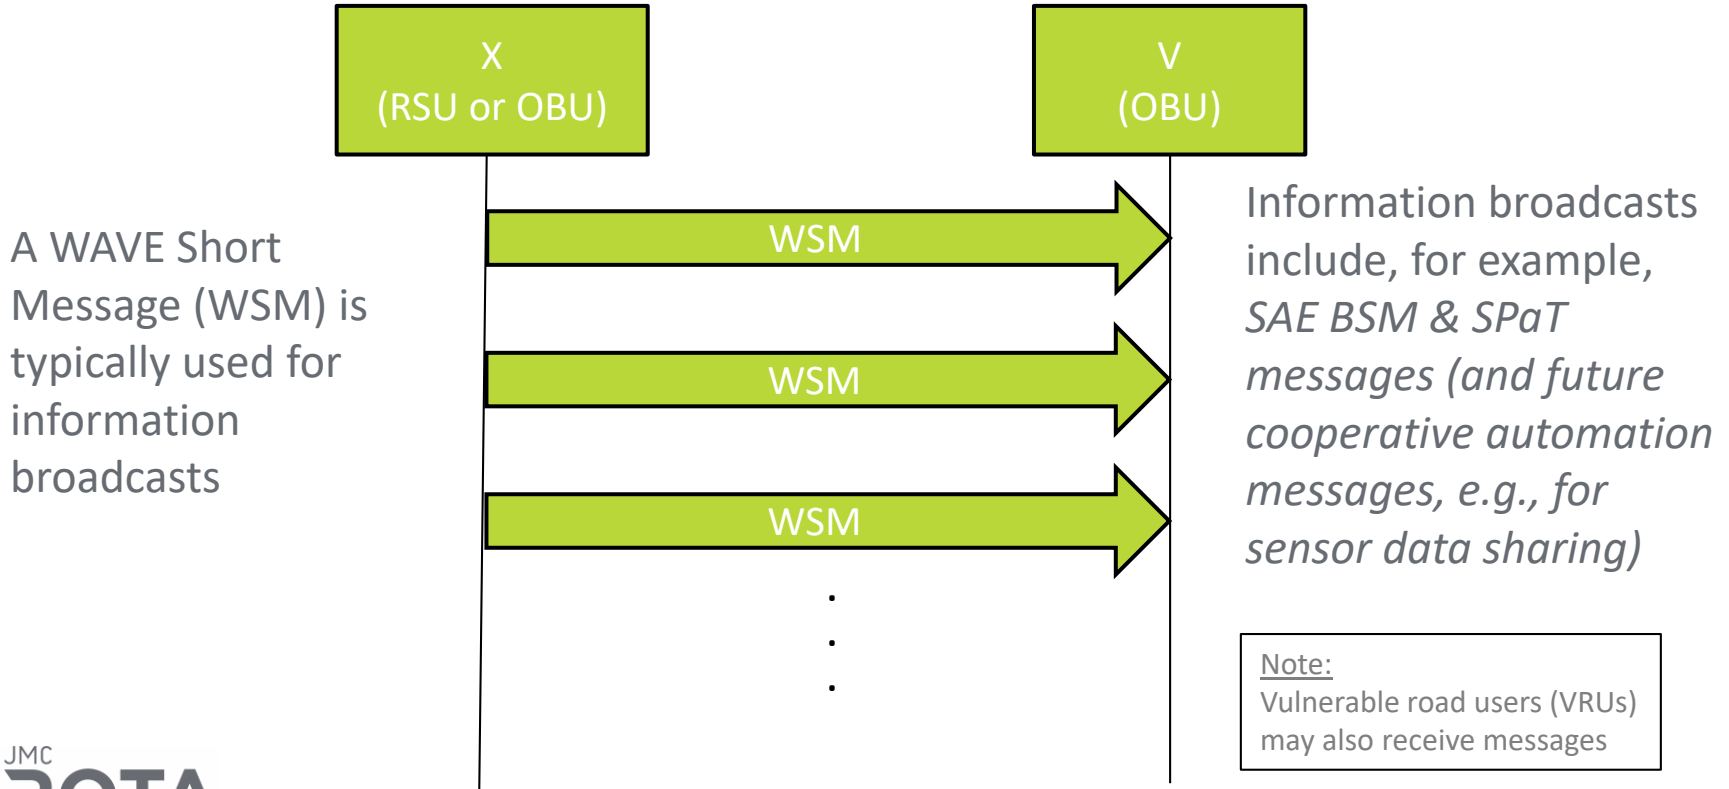 X
(RSU or OBU)
V
(OBU)
A WAVE Short
Message (WSM) is
typically used for
information
broadcasts
WSM
WSM
WSM
.
.
.
Information broadcasts
include, for example,
SAE BSM & SPaT
messages (and future
cooperative automation
messages, e.g., for
sensor data sharing)
Note:
Vulnerable road users (VRUs)
may also receive messages
JMC